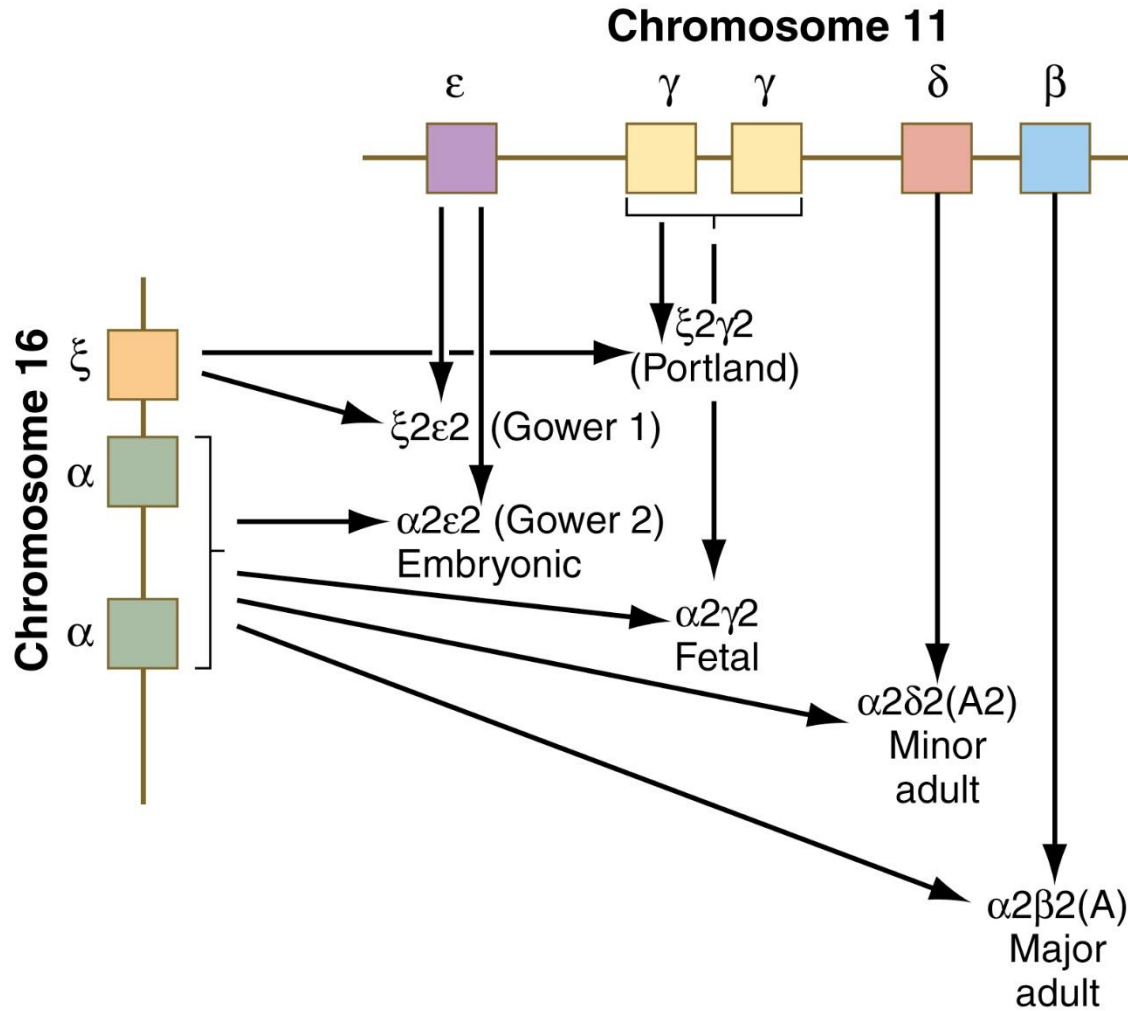 Chromosome 11
ε γ γ δ β
Chromosome 16
ξ
α
α
ξ2γ2
(Portland)
ξ2ε2 (Gower 1)
α2ε2 (Gower 2)
Embryonic
α2γ2
Fetal
α2δ2(A2)
Minor
adult
α2β2(A)
Major
adult